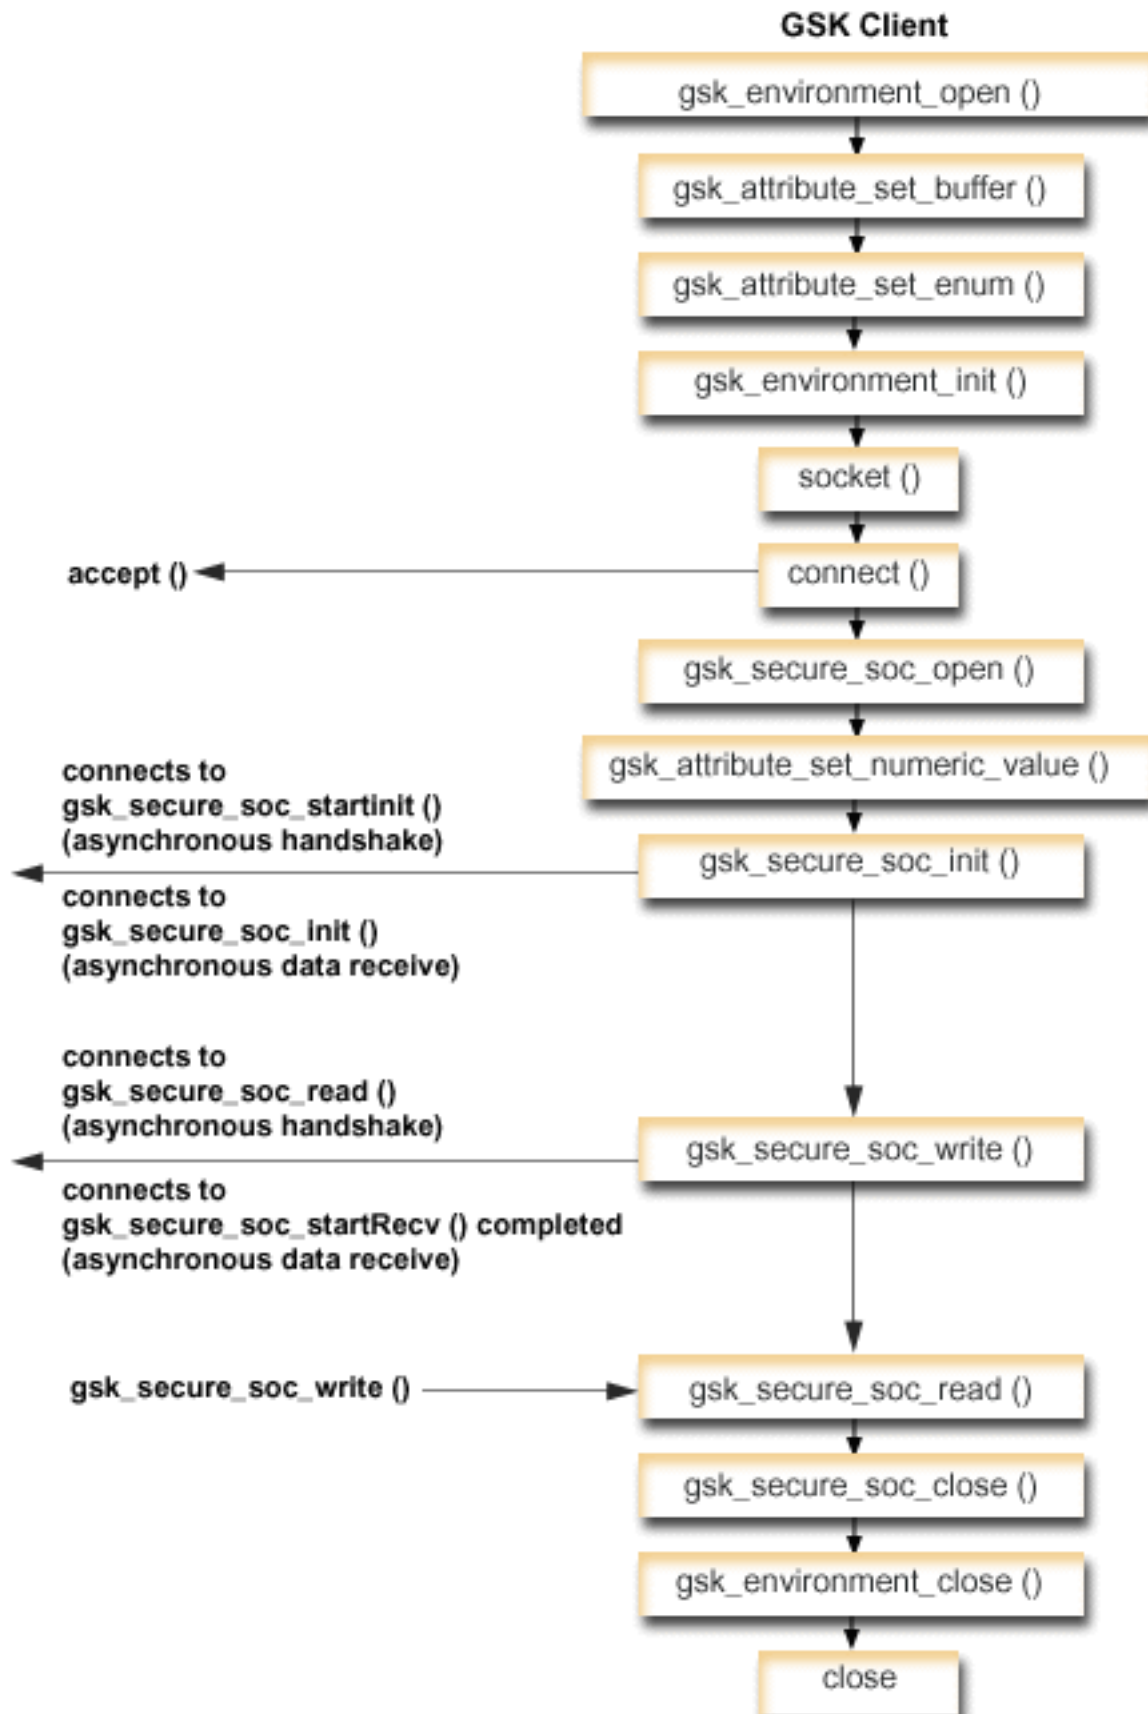 GSK Client
gsk_environment_open ()
gsk_attribute_set_buffer ()
gsk_attribute_set_enum ()
gsk_environment_init ()
socket ()
accept ()
connect ()
gsk_secure_soc_open ()
gsk_attribute_set_numeric_value ()
connects to
gsk_secure_soc_startinit ()
(asynchronous handshake)
gsk_secure_soc_init ()
connects to
gsk_secure_soc_init ()
(asynchronous data receive)
connects to
gsk_secure_soc_read ()
(asynchronous handshake)
gsk_secure_soc_write ()
connects to
gsk_secure_soc_startRecv () completed
(asynchronous data receive)
gsk_secure_soc_write ()
gsk_secure_soc_read ()
gsk_secure_soc_close ()
gsk_environment_close ()
close